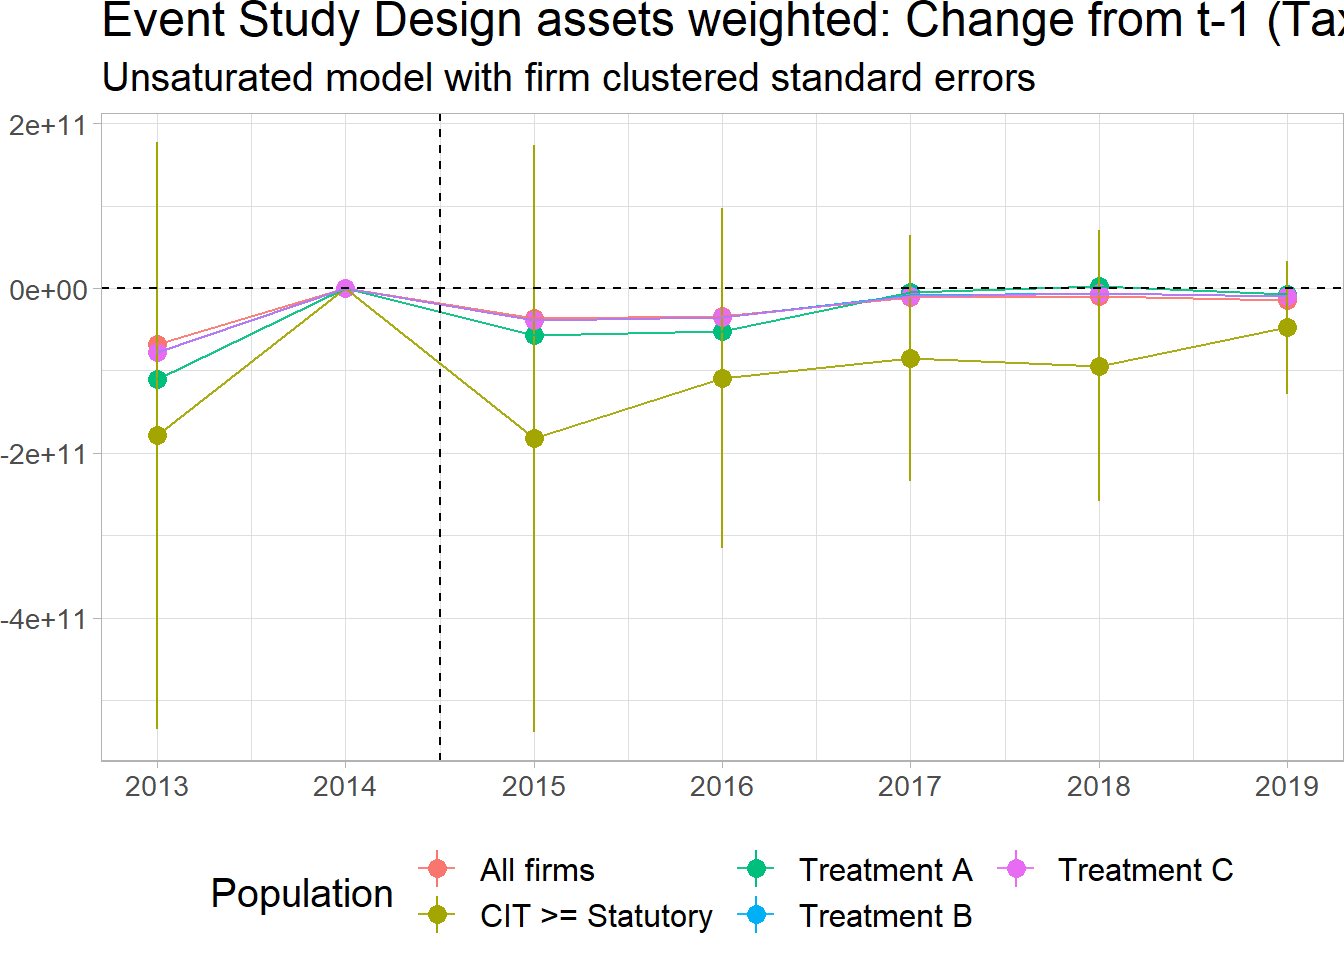 Event Study Design assets weighted: Change from t-1 (Tax
Unsaturated model with firm clustered standard errors
2e+11
0e+00
-2e+11
-4e+11
2013 2014 2015 2016 2017 2018 2019
Population
All firms
CIT >= Statutory
Treatment A
Treatment B
Treatment C